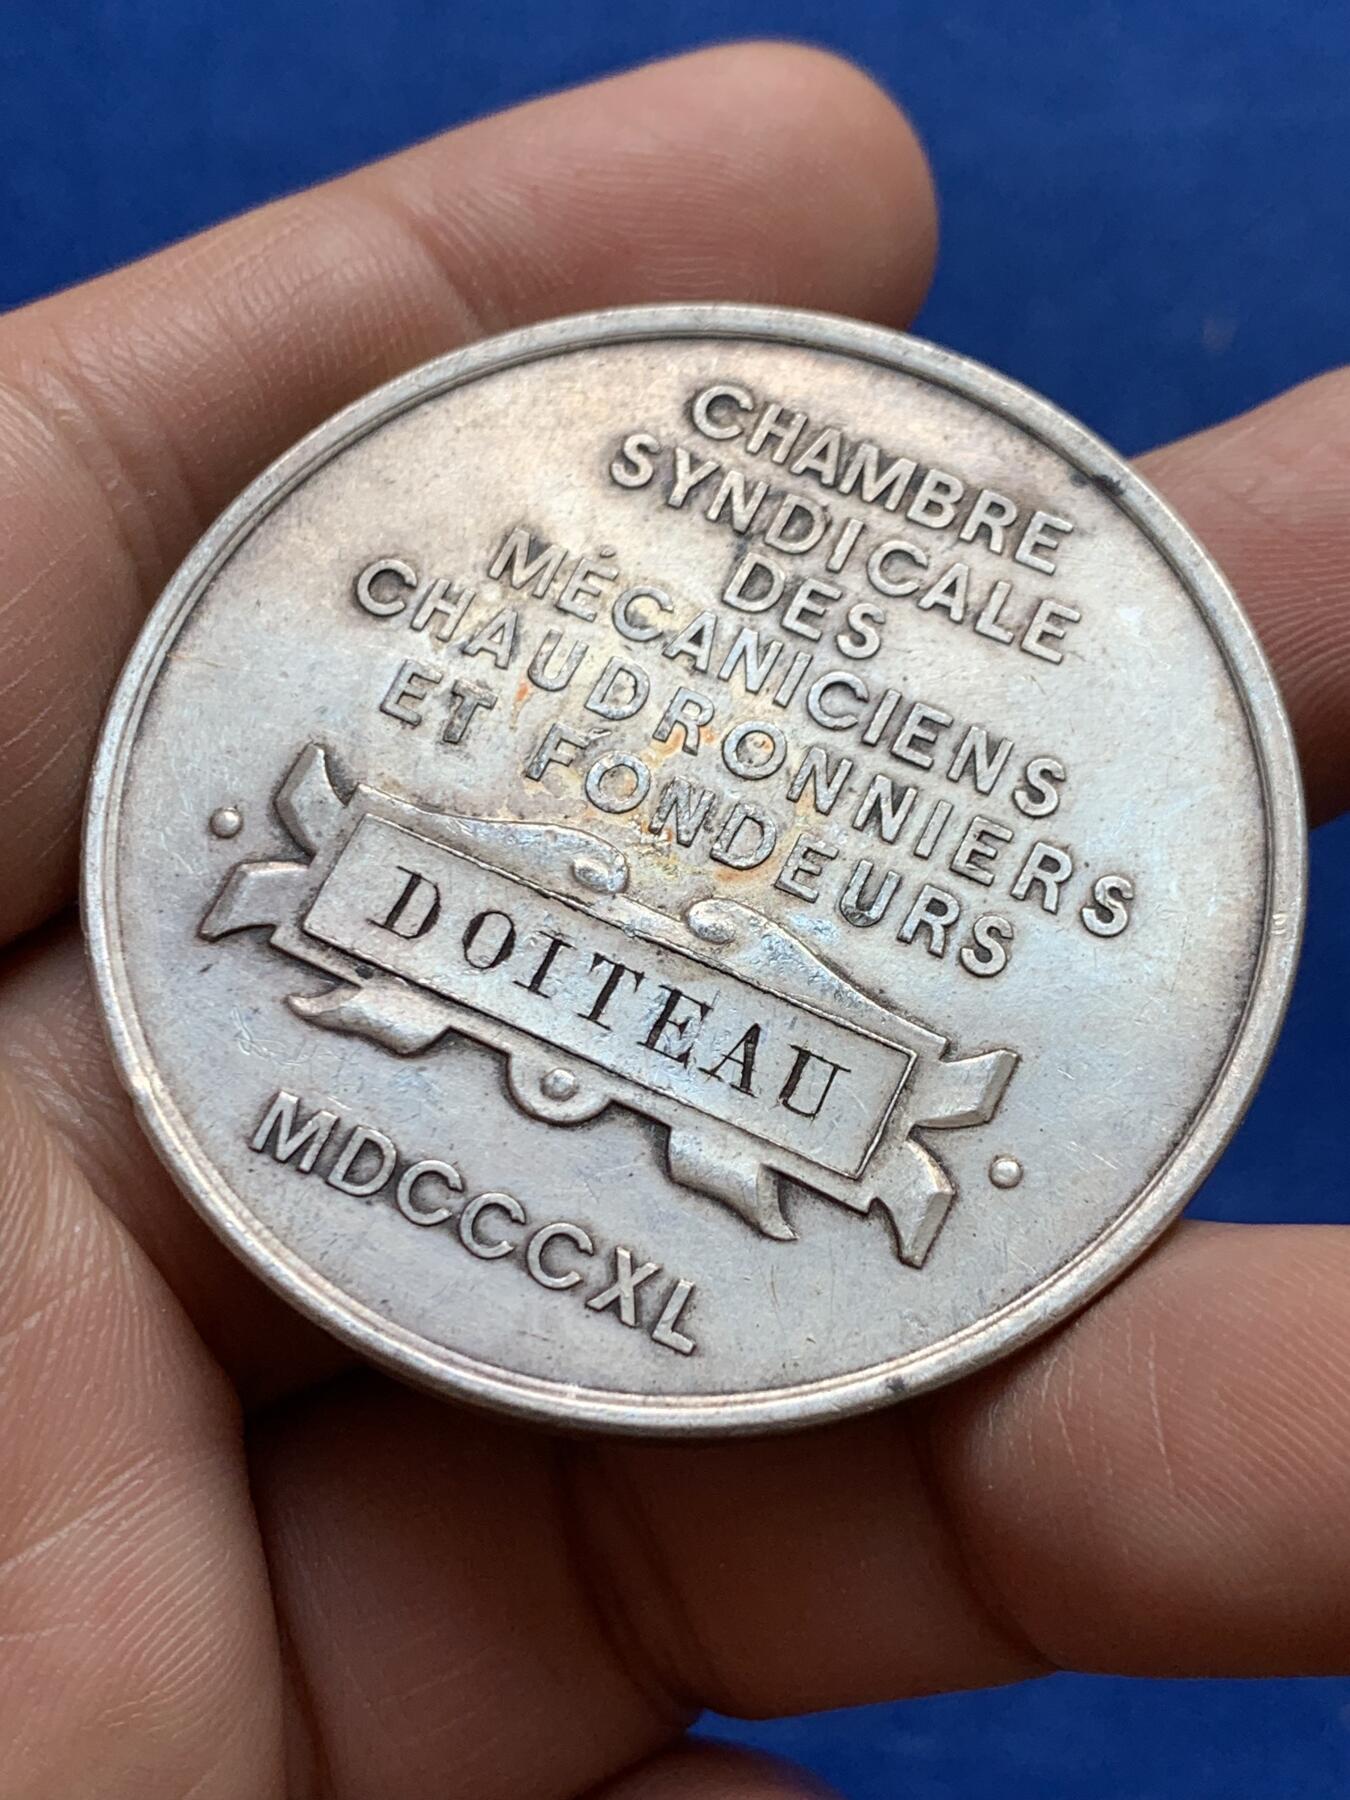 CHAMBRE
SYNDICALE
DES
MÉCANICIENS
CHAUDRONNIERS
ET FONDEURS
DOITEAU
MDCCCXL